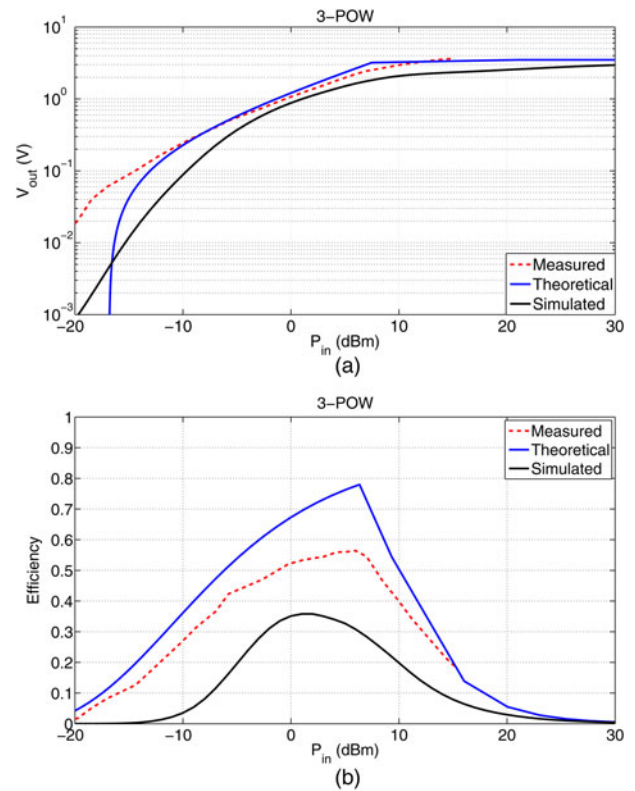 3-POW
10^1
10^0
10^-1
10^-2
10^-3
V_out (V)
Measured
Theoretical
Simulated
-20 -10 0 10 20 30
P_in (dBm)
(a)
3-POW
1
0.9
0.8
0.7
0.6
0.5
0.4
0.3
0.2
0.1
0
Efficiency
Measured
Theoretical
Simulated
-20 -10 0 10 20 30
P_in (dBm)
(b)